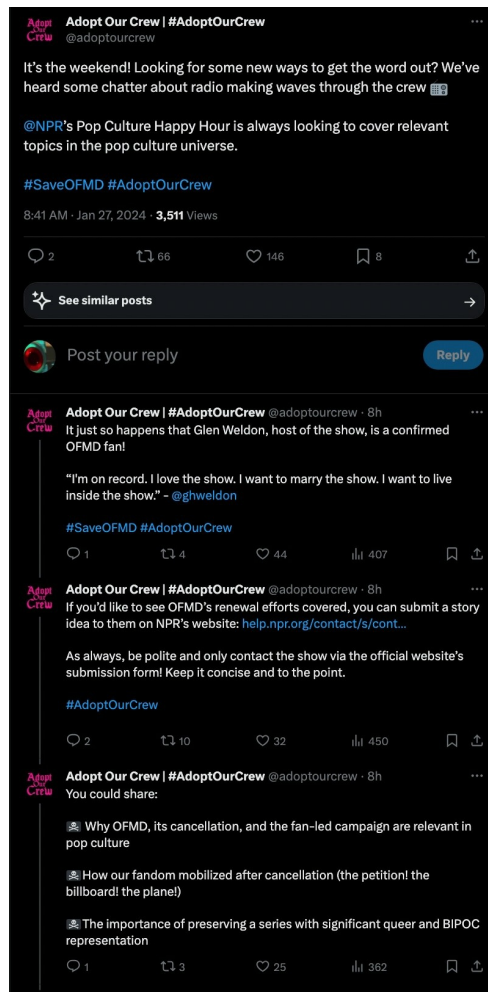 Adopt Our Crew
Adopt Our Crew | #AdoptOurCrew
@adoptourcrew
It's the weekend! Looking for some new ways to get the word out? We've
heard some chatter about radio making waves through the crew 📻
@NPR's Pop Culture Happy Hour is always looking to cover relevant
topics in the pop culture universe.
#SaveOFMD #AdoptOurCrew
8:41 AM · Jan 27, 2024 · 3,511 Views
2 66 146 8
See similar posts
Post your reply
Reply
Adopt Our Crew
Adopt Our Crew | #AdoptOurCrew @adoptourcrew · 8h
It just so happens that Glen Weldon, host of the show, is a confirmed
OFMD fan!
“I'm on record. I love the show. I want to marry the show. I want to live
inside the show.” - @ghweldon
#SaveOFMD #AdoptOurCrew
1 4 44 407
Adopt Our Crew
Adopt Our Crew | #AdoptOurCrew @adoptourcrew · 8h
If you'd like to see OFMD's renewal efforts covered, you can submit a story
idea to them on NPR's website: help.npr.org/contact/s/cont...
As always, be polite and only contact the show via the official website's
submission form! Keep it concise and to the point.
#AdoptOurCrew
2 10 32 450
Adopt Our Crew
Adopt Our Crew | #AdoptOurCrew @adoptourcrew · 8h
You could share:
🏴‍☠️ Why OFMD, its cancellation, and the fan-led campaign are relevant in
pop culture
🏴‍☠️How our fandom mobilized after cancellation (the petition! the
billboard! the plane!)
🏴‍☠️The importance of preserving a series with significant queer and BIPOC
representation
1 3 25 362